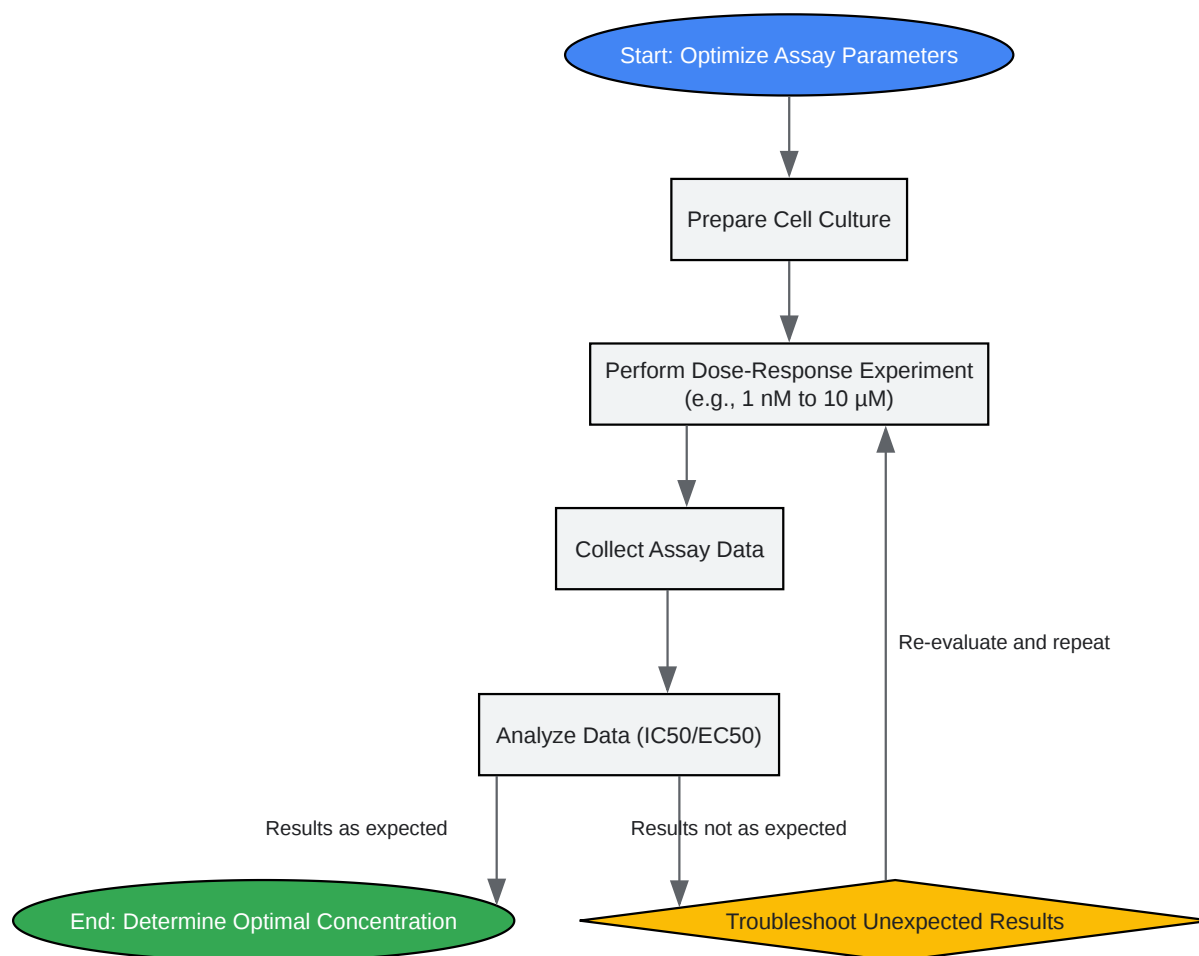 Start: Optimize Assay Parameters
Prepare Cell Culture
Perform Dose-Response Experiment
(e.g., 1 nM to 10 µM)
Collect Assay Data
Re-evaluate and repeat
Analyze Data (IC50/EC50)
Results as expected
Results not as expected
End: Determine Optimal Concentration
Troubleshoot Unexpected Results